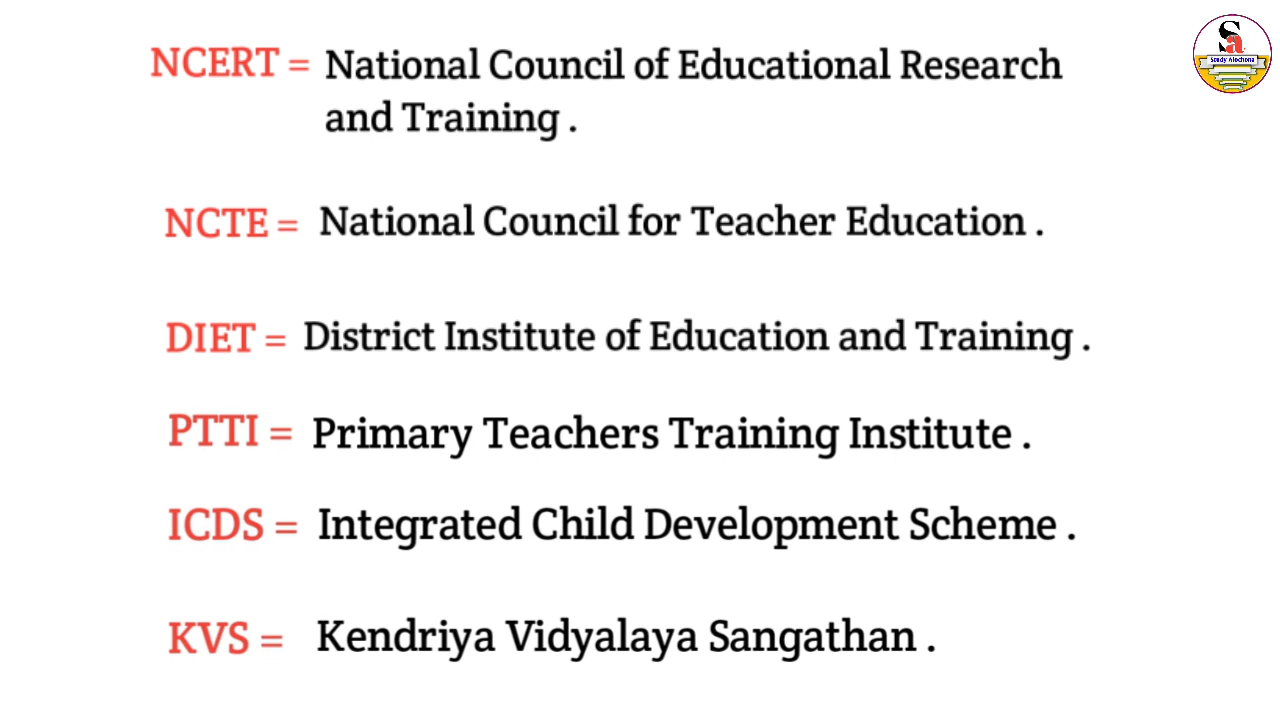 NCERT = National Council of Educational Research
and Training .
NCTE = National Council for Teacher Education .
DIET = District Institute of Education and Training .
PTTI = Primary Teachers Training Institute .
ICDS = Integrated Child Development Scheme .
KVS = Kendriya Vidyalaya Sangathan .
Sa